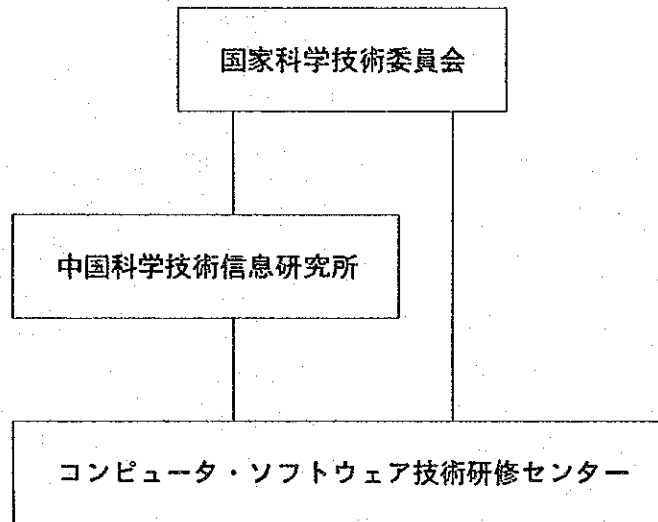 国家科学技術委員会
中国科学技術信息研究所
コンピュータ・ソフトウェア技術研修センター